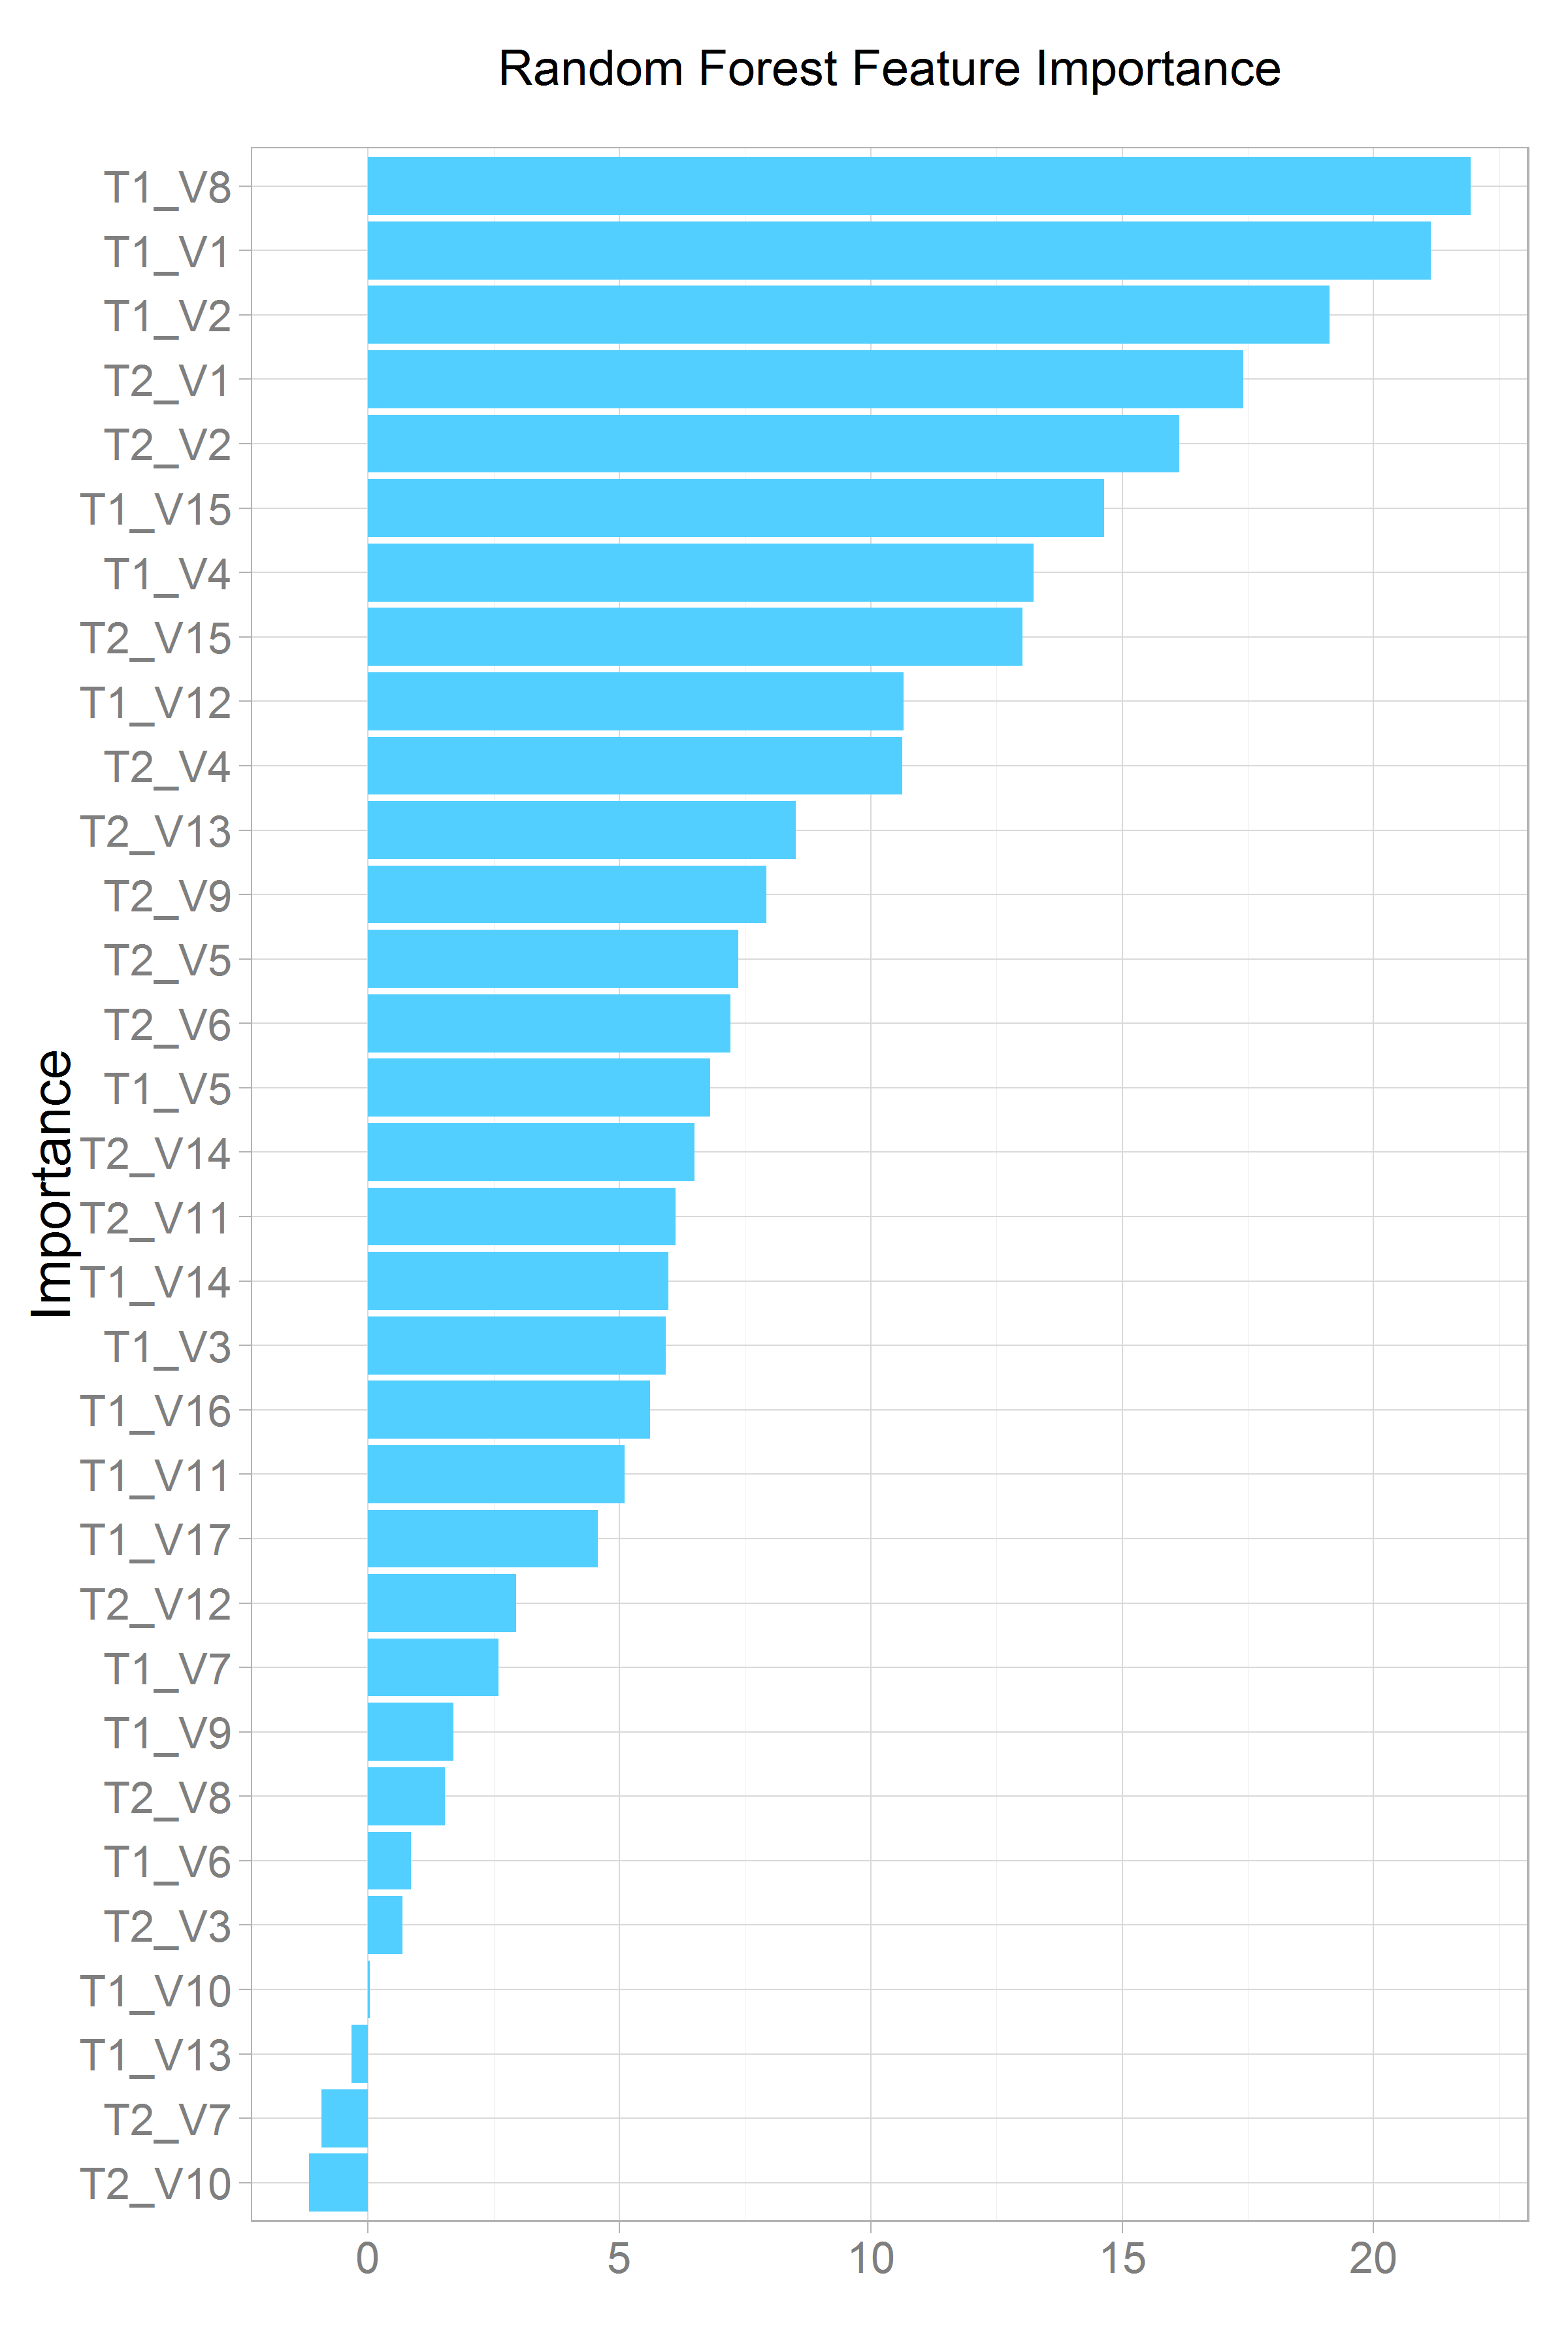 Random Forest Feature Importance
T1_V8
T1_V1
T1_V2
T2_V1
T2_V2
T1_V15
T1_V4
T2_V15
T1_V12
T2_V4
T2_V13
T2_V9
T2_V5
T2_V6
T1_V5
T2_V14
T2_V11
T1_V14
T1_V3
T1_V16
T1_V11
T1_V17
T2_V12
T1_V7
T1_V9
T2_V8
T1_V6
T2_V3
T1_V10
T1_V13
T2_V7
T2_V10
Importance
0 5 10 15 20